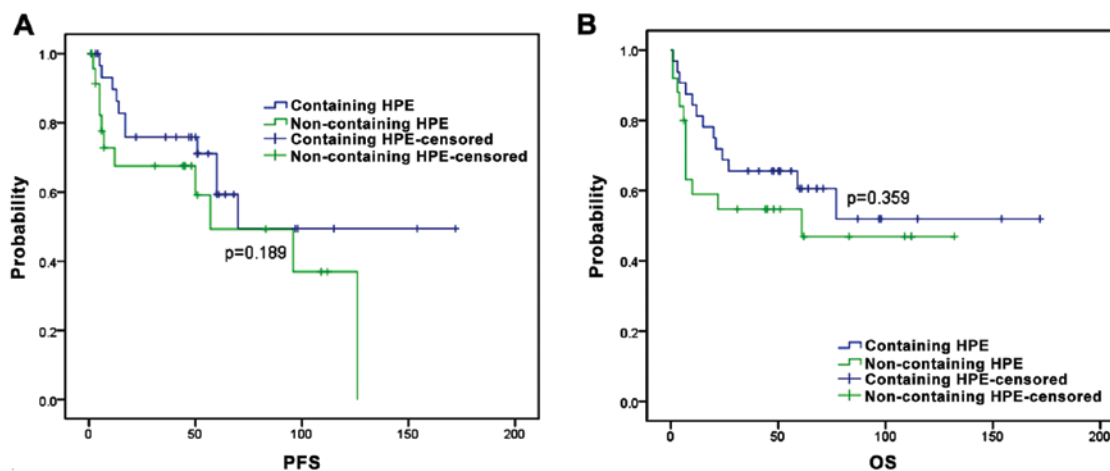 A
Probability
1.0
0.8
0.6
0.4
0.2
0.0
Containing HPE
Non-containing HPE
Containing HPE-censored
Non-containing HPE-censored
p=0.189
0
50
100
150
200
PFS
B
Probability
1.0
0.8
0.6
0.4
0.2
0.0
p=0.359
Containing HPE
Non-containing HPE
Containing HPE-censored
Non-containing HPE-censored
0
50
100
150
200
OS